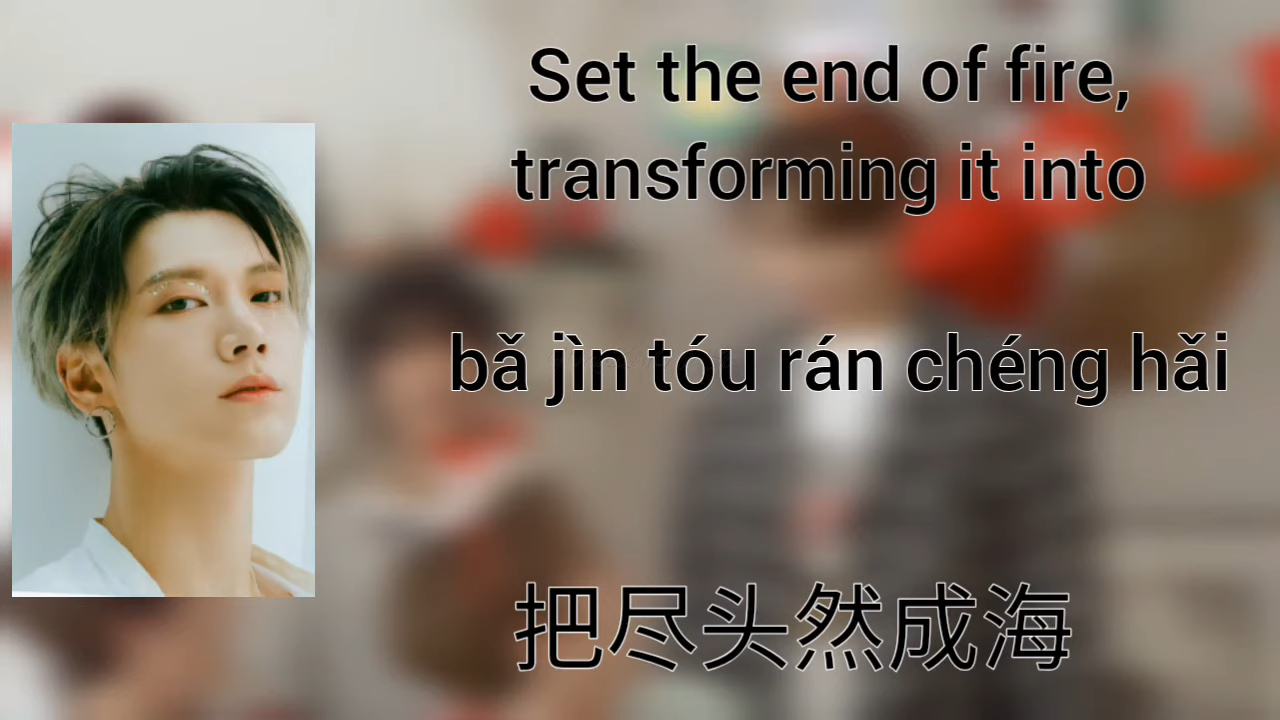 Set the end of fire,
transforming it into
bǎ jìn tóu rán chéng hǎi
把尽头然成海